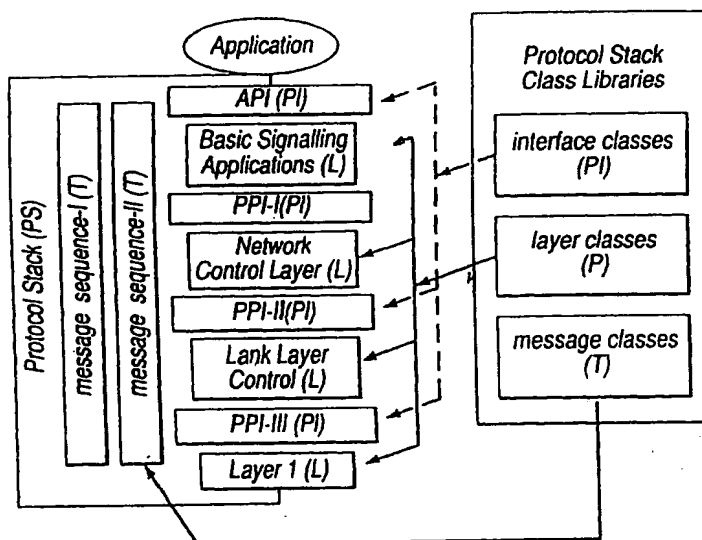 Application
API (PI)
Basic Signalling
Applications (L)
PPI-I(PI)
Network
Control Layer (L)
PPI-II(PI)
Lank Layer
Control (L)
PPI-III (PI)
Layer 1 (L)
Protocol Stack (PS)
message sequence-I (T)
message sequence-II (T)
Protocol Stack
Class Libraries
interface classes
(PI)
layer classes
(P)
message classes
(T)